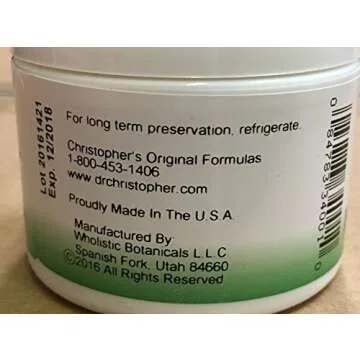 Lot 20161421
Exp. 12/2018
For long term preservation, refrigerate.
Christopher's Original Formulas
1-800-453-1406
www.drchristopher.com
Proudly Made In The U.S.A.
Manufactured By:
Wholistic Botanicals L.L.C
Spanish Fork, Utah 84660
©2016 All Rights Reserved